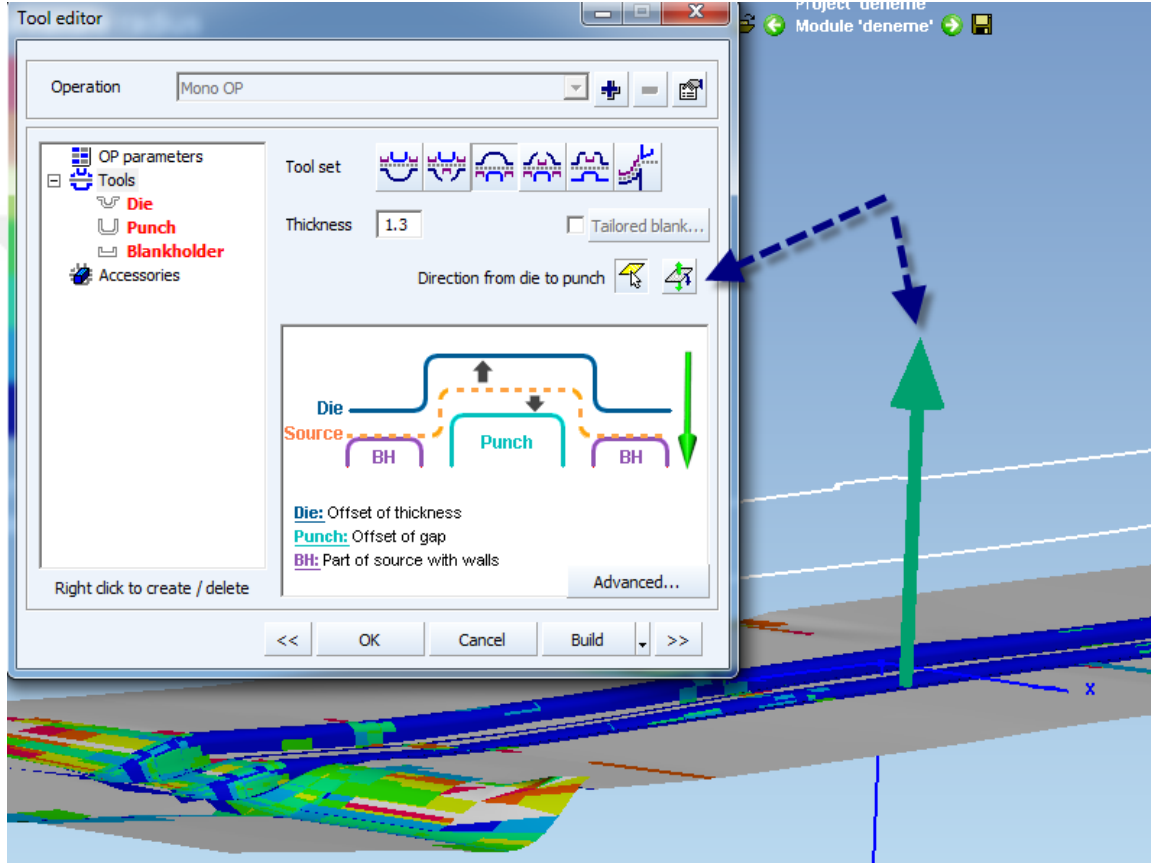 Tool editor
Project 'deneme'
Module 'deneme'
Operation
Mono OP
OP parameters
Tools
Die
Punch
Blankholder
Accessories
Right click to create / delete
Tool set
Thickness
1.3
Tailored blank...
Direction from die to punch
Die
Source
BH
Punch
BH
Die: Offset of thickness
Punch: Offset of gap
BH: Part of source with walls
Advanced...
<<
OK
Cancel
Build
>>
x